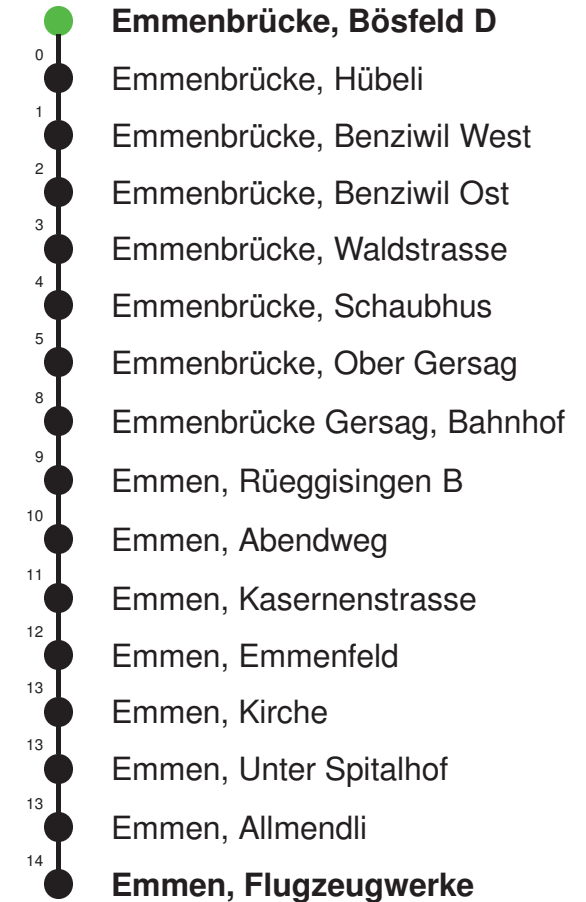 Emmenbrücke, Bösfeld D
0
Emmenbrücke, Hübeli
1
Emmenbrücke, Benziwil West
2
Emmenbrücke, Benziwil Ost
3
Emmenbrücke, Waldstrasse
4
Emmenbrücke, Schaubhus
5
Emmenbrücke, Ober Gersag
8
Emmenbrücke Gersag, Bahnhof
9
Emmen, Rüeggisingen B
10
Emmen, Abendweg
11
Emmen, Kasernenstrasse
12
Emmen, Emmenfeld
13
Emmen, Kirche
13
Emmen, Unter Spitalhof
13
Emmen, Allmendli
14
Emmen, Flugzeugwerke